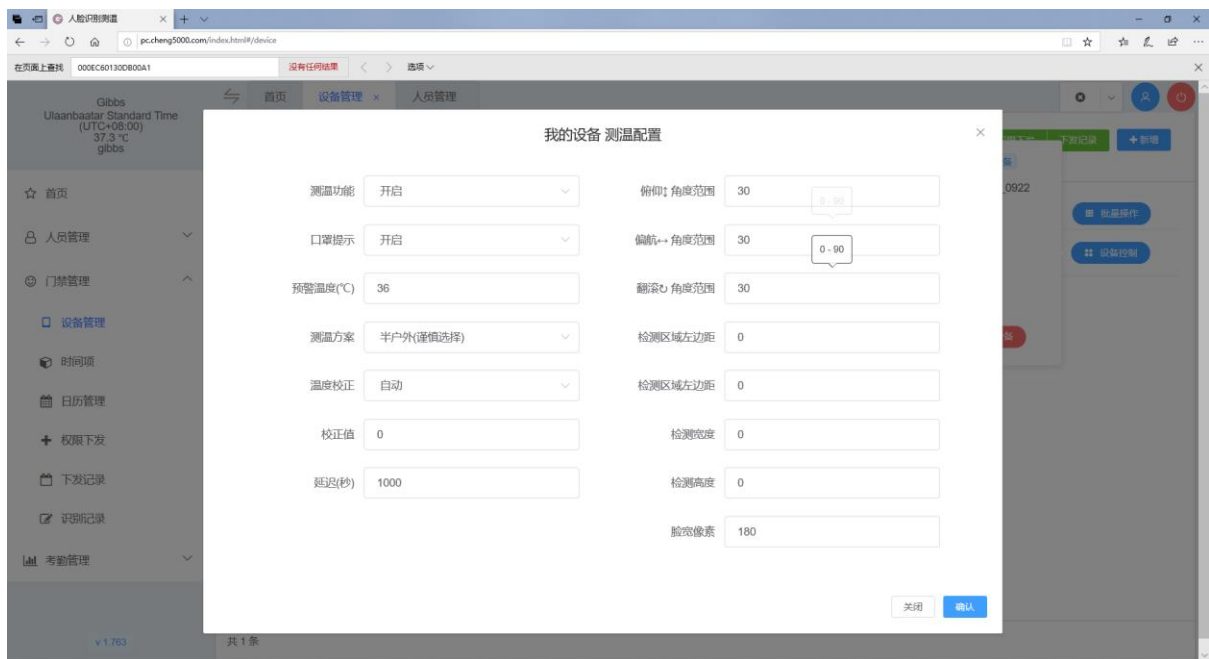 人脸识别测温
pc.cheng5000.com/index.html#/device
在页面上查找 000EC60130DB00A1 没有任何结果 选项
Gibbs
Ulaanbaatar Standard Time
(UTC+08:00)
37.3 ℃
gibbs
首页 设备管理 × 人员管理
下发记录 + 新增
_0922
批量操作
设备控制
首页
人员管理
门禁管理
设备管理
时间项
日历管理
权限下发
下发记录
识别记录
考勤管理
v 1.763
我的设备 测温配置
测温功能 开启
口罩提示 开启
预警温度(℃) 36
测温方案 半户外(谨慎选择)
温度校正 自动
校正值 0
延迟(秒) 1000
俯仰↕ 角度范围 30
0 - 90
偏航↔ 角度范围 30
0 - 90
翻滚↻ 角度范围 30
检测区域左边距 0
检测区域左边距 0
检测宽度 0
检测高度 0
脸宽像素 180
关闭 确认
共 1 条